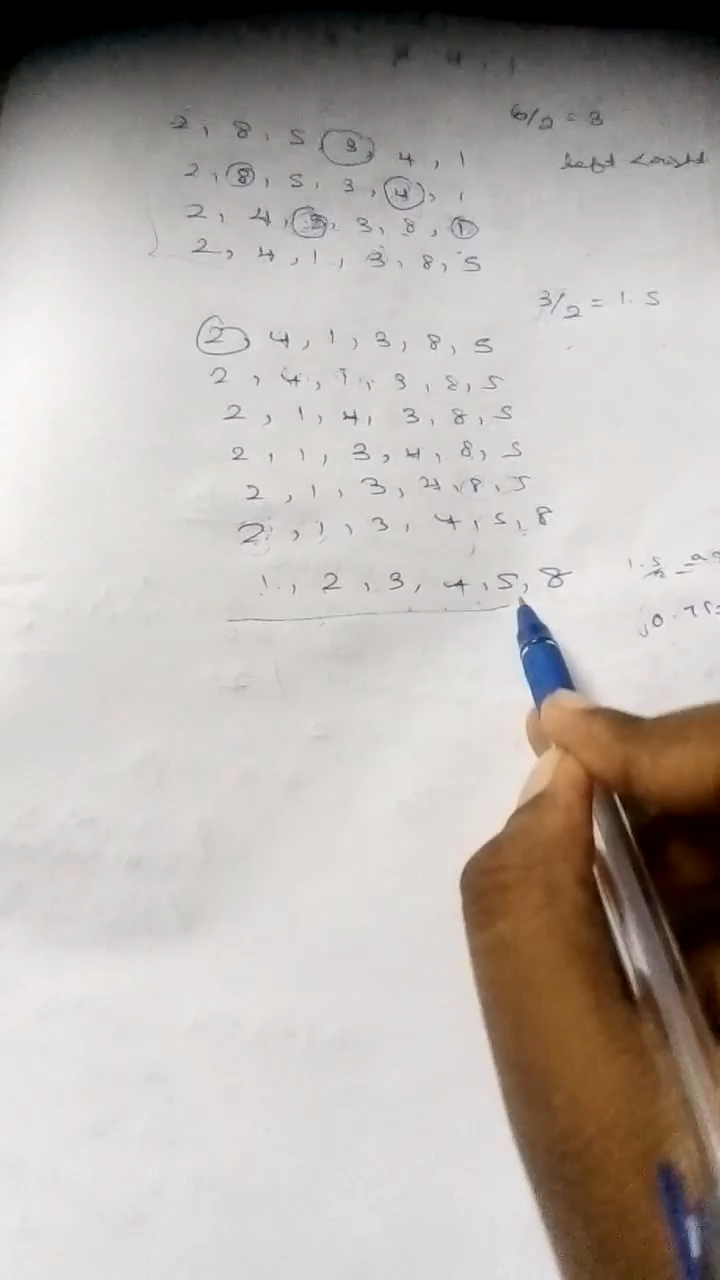 2, 8, 5, 3, 4, 1
6/2 = 3
left < right
2, 8, 5, 3, 4, 1
2, 4, 5, 3, 8, 1
2, 4, 1, 3, 8, 5
3/2 = 1.5
2, 4, 1, 3, 8, 5
2, 4, 1, 3, 8, 5
2, 1, 4, 3, 8, 5
2, 1, 3, 4, 8, 5
2, 1, 3, 4, 8, 5
2, 1, 3, 4, 5, 8
1, 2, 3, 4, 5, 8